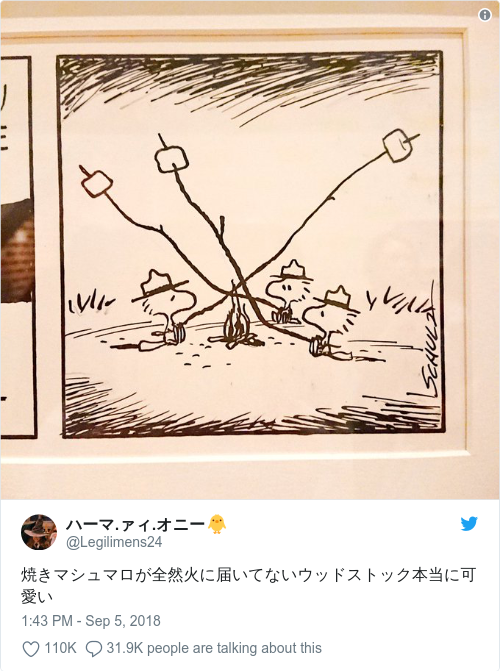 SCHULZ
ハーマ.ァィ.オニー🐥
@Legilimens24
焼きマシュマロが全然火に届いてないウッドストック本当に可
愛い
1:43 PM - Sep 5, 2018
110K
31.9K people are talking about this